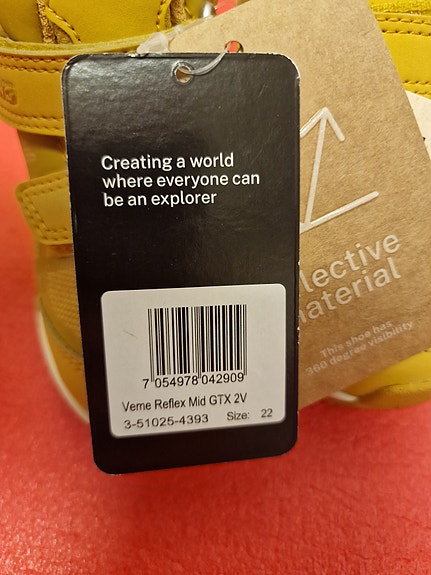 Creating a world
where everyone can
be an explorer
7 054978 042909
Verne Reflex Mid GTX 2V
3-51025-4393 Size: 22
lective
aterial
This shoe has
360 degree visibility